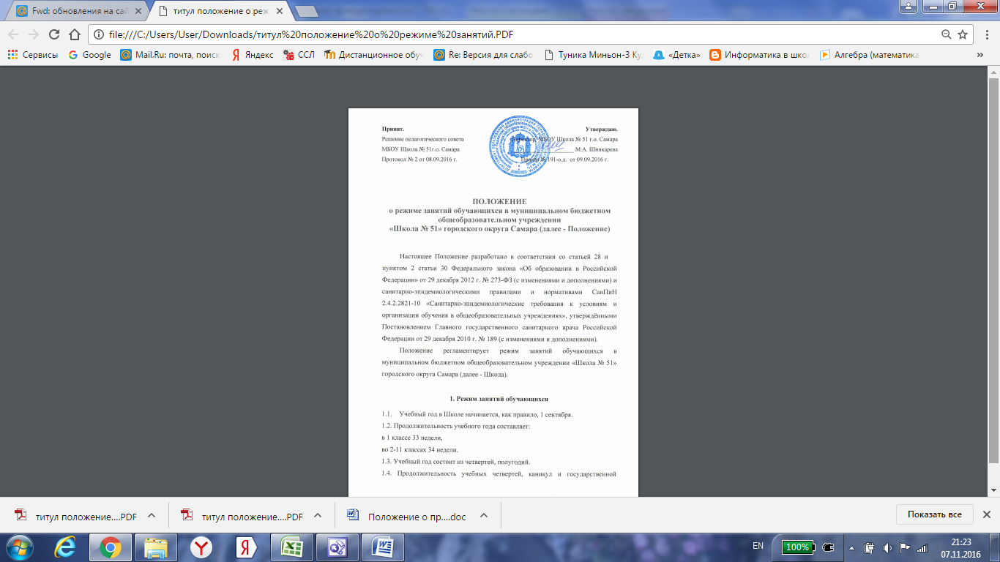 Fwd: обновления на сай
титул положение о реж
file:///C:/Users/User/Downloads/титул%20положение%20о%20режиме%20занятий.PDF
Сервисы Google Mail.Ru: почта, поиск Яндекс ССЛ Дистанционное обуч Re: Версия для слабо Туника Миньон-3 Ку «Детка» Информатика в шко Алгебра (математика »
Принят. Утверждаю.
Решение педагогического совета Директор МБОУ Школа № 51 г.о. Самара
МБОУ Школа № 51г.о. Самара М.А. Шинкарева
Протокол № 2 от 08.09.2016 г. Приказ № 191-о.д. от 09.09.2016 г.
ПОЛОЖЕНИЕ
о режиме занятий обучающихся в муниципальном бюджетном
общеобразовательном учреждении
«Школа № 51» городского округа Самара (далее - Положение)
Настоящее Положение разработано в соответствии со статьей 28 и
пунктом 2 статьи 30 Федерального закона «Об образовании в Российской
Федерации» от 29 декабря 2012 г. № 273-ФЗ (с изменениями и дополнениями) и
санитарно-эпидемиологическими правилами и нормативами СанПиН
2.4.2.2821-10 «Санитарно-эпидемиологические требования к условиям и
организации обучения в общеобразовательных учреждениях», утверждёнными
Постановлением Главного государственного санитарного врача Российской
Федерации от 29 декабря 2010 г. № 189 (с изменениями и дополнениями).
Положение регламентирует режим занятий обучающихся в
муниципальном бюджетном общеобразовательном учреждении «Школа № 51»
городского округа Самара (далее - Школа).
1. Режим занятий обучающихся
1.1. Учебный год в Школе начинается, как правило, 1 сентября.
1.2. Продолжительность учебного года составляет:
в 1 классе 33 недели,
во 2-11 классах 34 недели.
1.3. Учебный год состоит из четвертей, полугодий.
1.4. Продолжительность учебных четвертей, каникул и государственной
титул положение....PDF титул положение....PDF Положение о пр....doc Показать все
EN 100% 21:23
07.11.2016